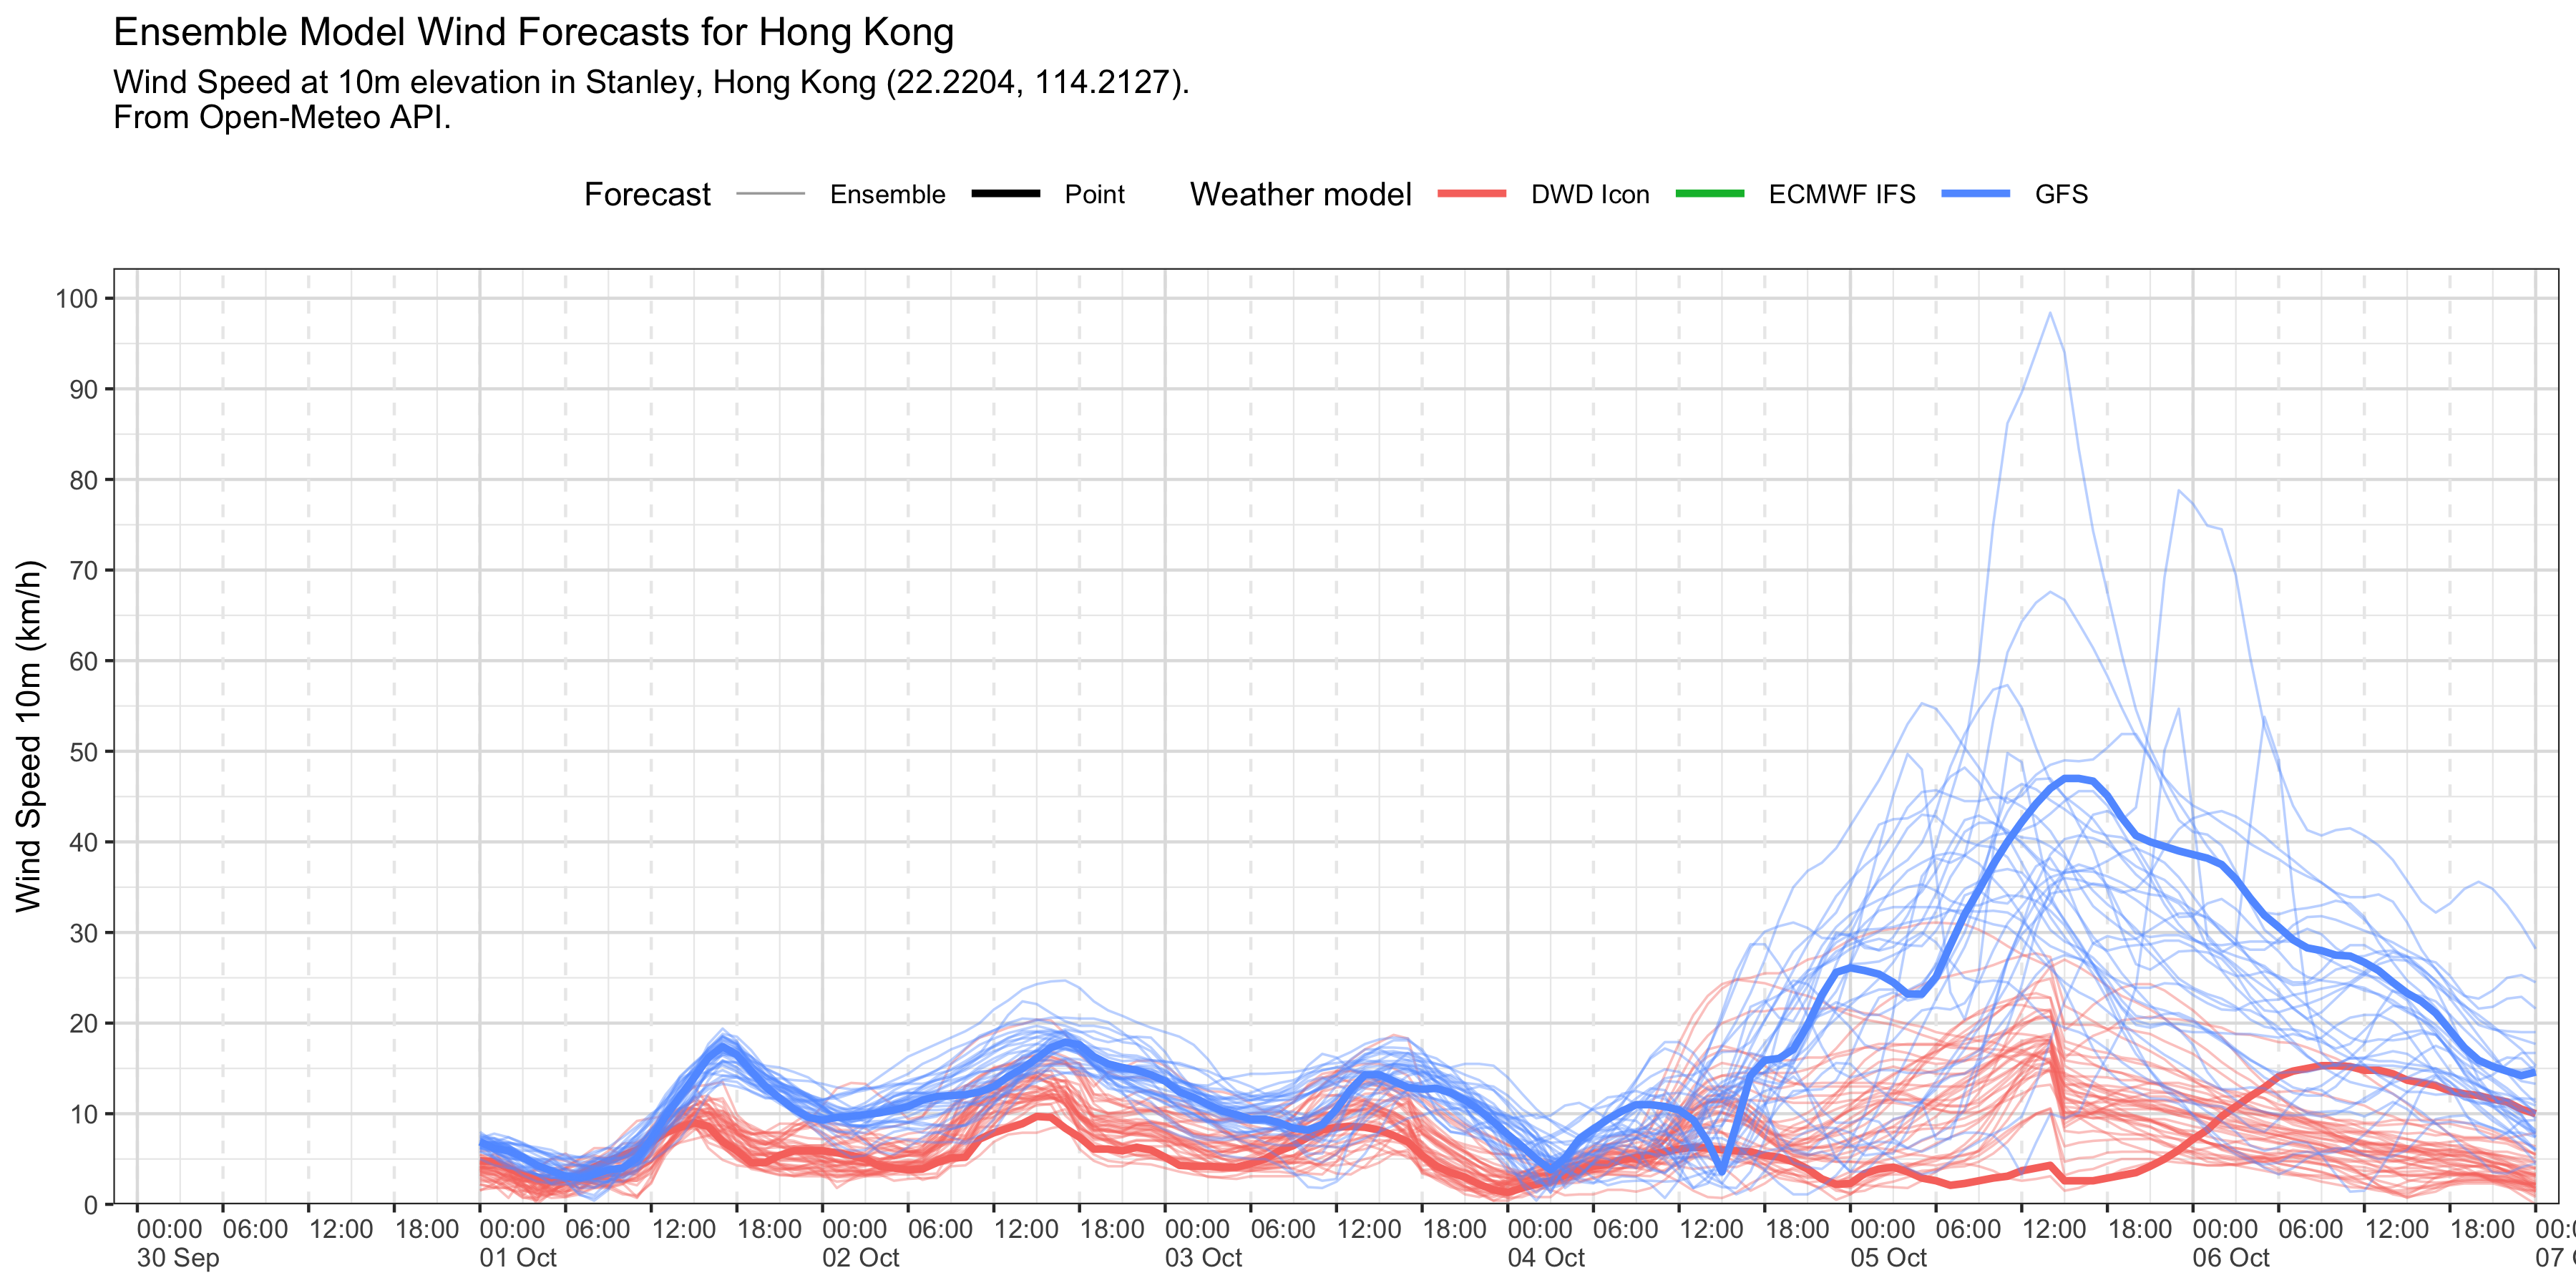 Ensemble Model Wind Forecasts for Hong Kong
Wind Speed at 10m elevation in Stanley, Hong Kong (22.2204, 114.2127).
From Open-Meteo API.
Forecast Ensemble Point Weather model DWD Icon ECMWF IFS GFS
Wind Speed 10m (km/h)
100
90
80
70
60
50
40
30
20
10
0
00:00 06:00 12:00 18:00 00:00 06:00 12:00 18:00 00:00 06:00 12:00 18:00 00:00 06:00 12:00 18:00 00:00 06:00 12:00 18:00 00:00 06:00 12:00 18:00 00:00 06:00 12:00 18:00
30 Sep 01 Oct 02 Oct 03 Oct 04 Oct 05 Oct 06 Oct 07